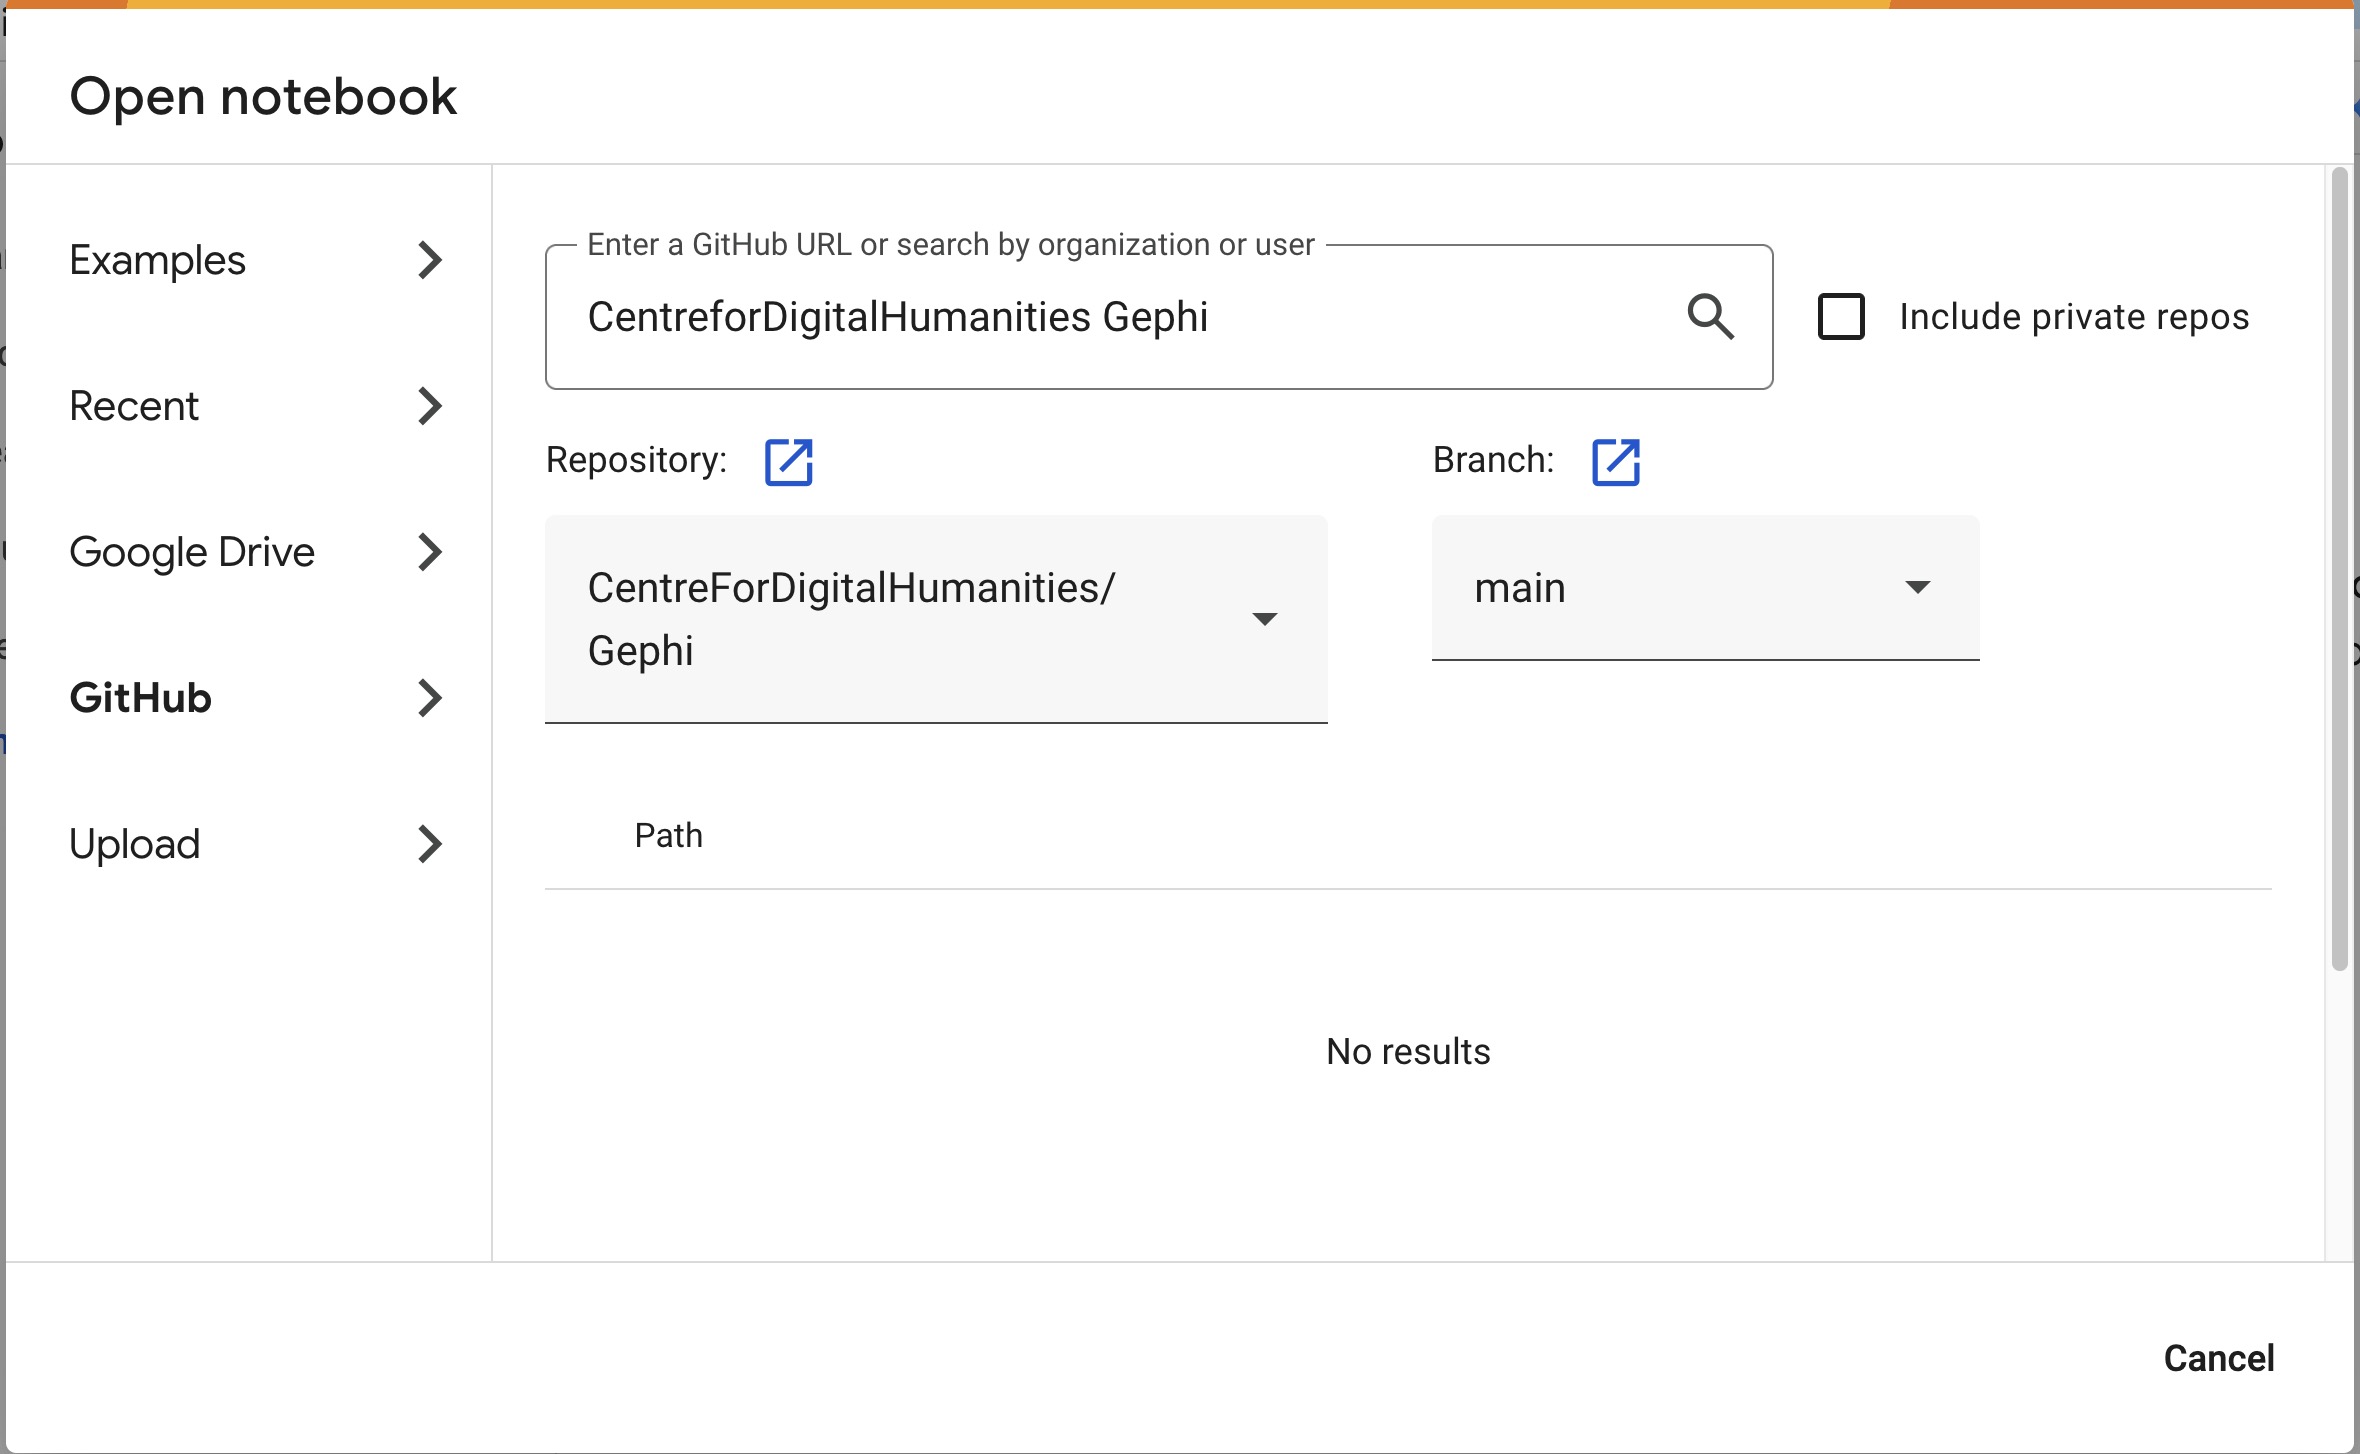 Open notebook
Examples
Recent
Google Drive
GitHub
Upload
Enter a GitHub URL or search by organization or user
CentreforDigitalHumanities Gephi
Include private repos
Repository:
Branch:
CentreForDigitalHumanities/
Gephi
main
Path
No results
Cancel